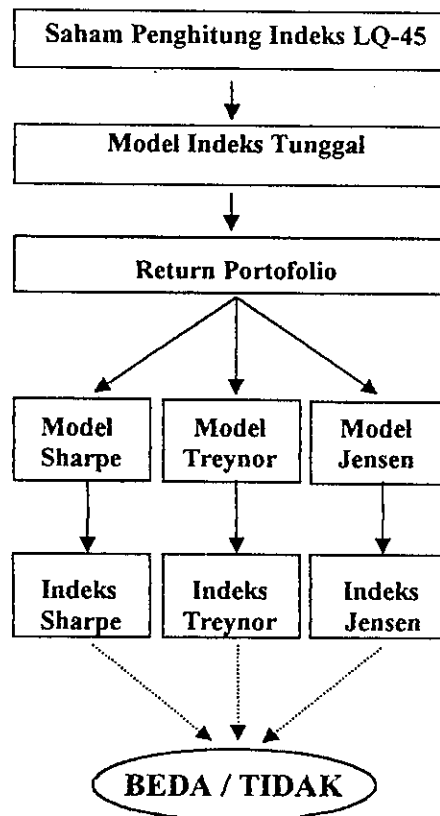 Saham Penghitung Indeks LQ-45
Model Indeks Tunggal
Return Portofolio
Model
Sharpe
Model
Treynor
Model
Jensen
Indeks
Sharpe
Indeks
Treynor
Indeks
Jensen
BEDA / TIDAK